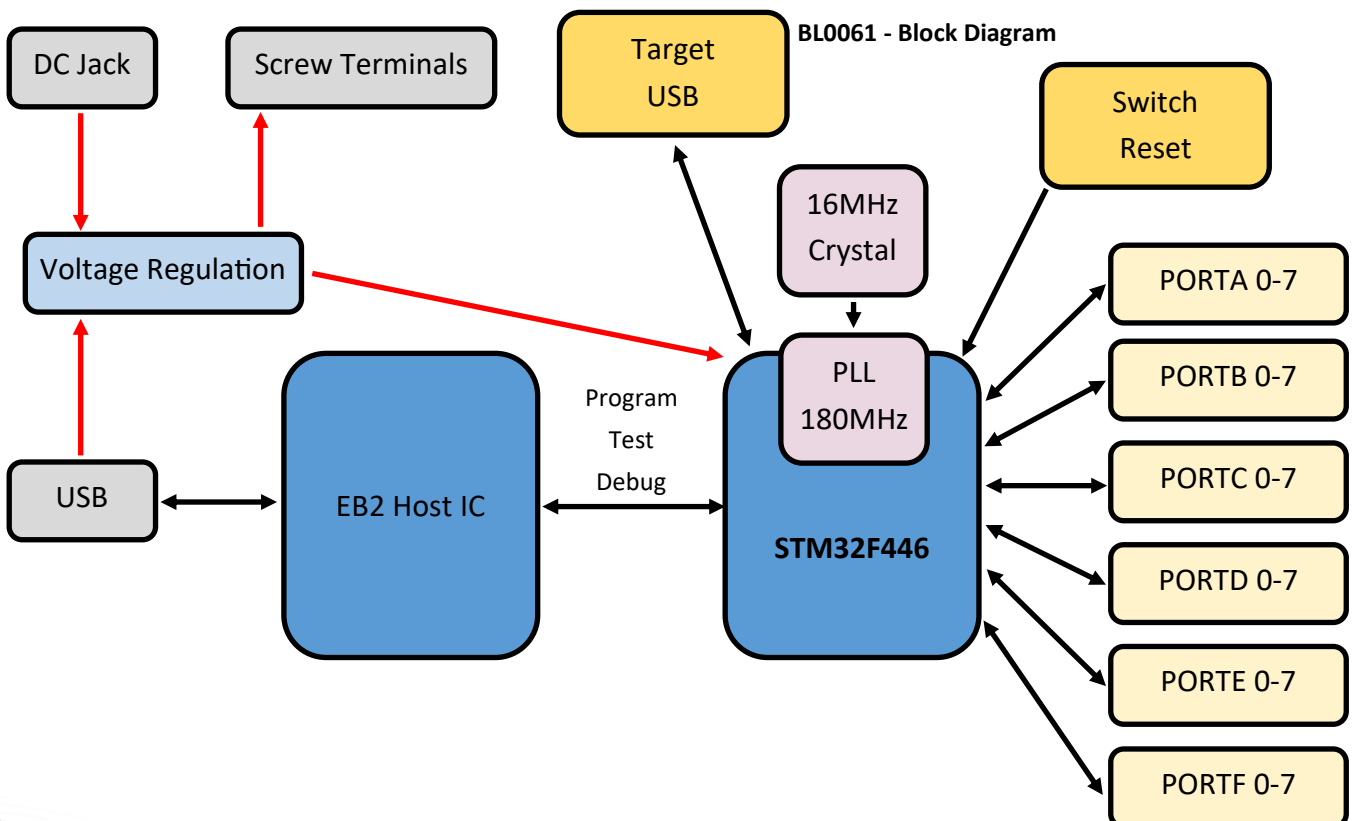 BL0061 - Block Diagram
DC Jack
Screw Terminals
Target
USB
Switch
Reset
16MHz
Crystal
Voltage Regulation
PLL
180MHz
PORTA 0-7
PORTB 0-7
PORTC 0-7
PORTD 0-7
PORTE 0-7
PORTF 0-7
Program
Test
Debug
USB
EB2 Host IC
STM32F446